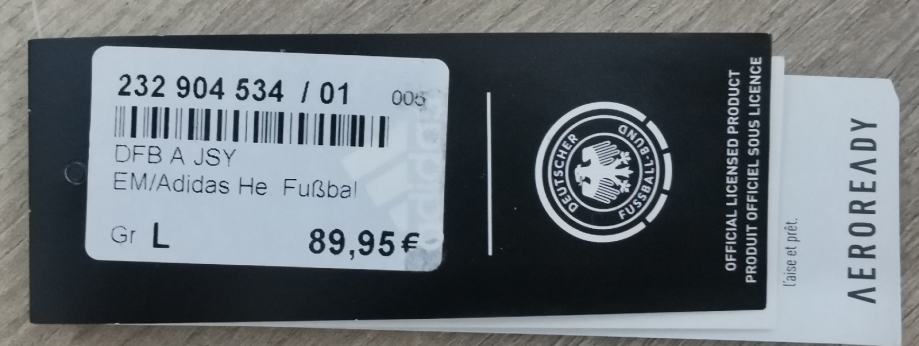 232 904 534 / 01 005
DFB A JSY
EM/Adidas He Fußbal
Gr L 89,95€
adidas
DEUTSCHER
FUSSBALL-BUND
OFFICIAL LICENSED PRODUCT
PRODUIT OFFICIEL SOUS LICENCE
l'aise et prêt.
AEROREADY